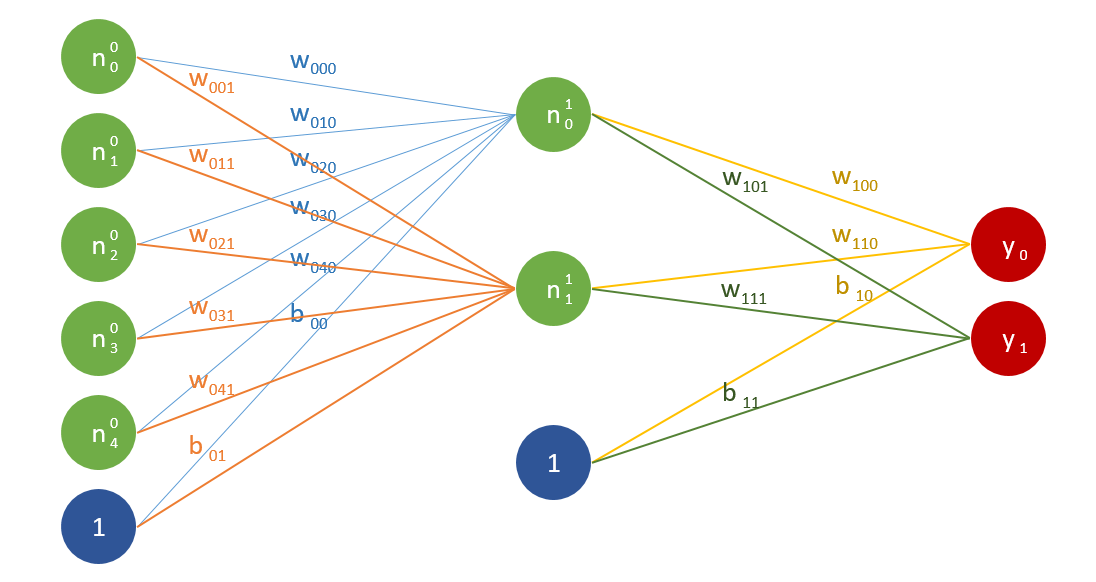 n⁰₀
w₀₀₀
w₀₀₁
n⁰₁
w₀₁₀
w₀₁₁
w₀₂₀
n⁰₂
w₀₂₁
w₀₃₀
w₀₄₀
n⁰₃
w₀₃₁
b₀₀
n⁰₄
w₀₄₁
b₀₁
1
n¹₀
n¹₁
1
w₁₀₁
w₁₀₀
w₁₁₀
w₁₁₁
b₁₀
b₁₁
y₀
y₁